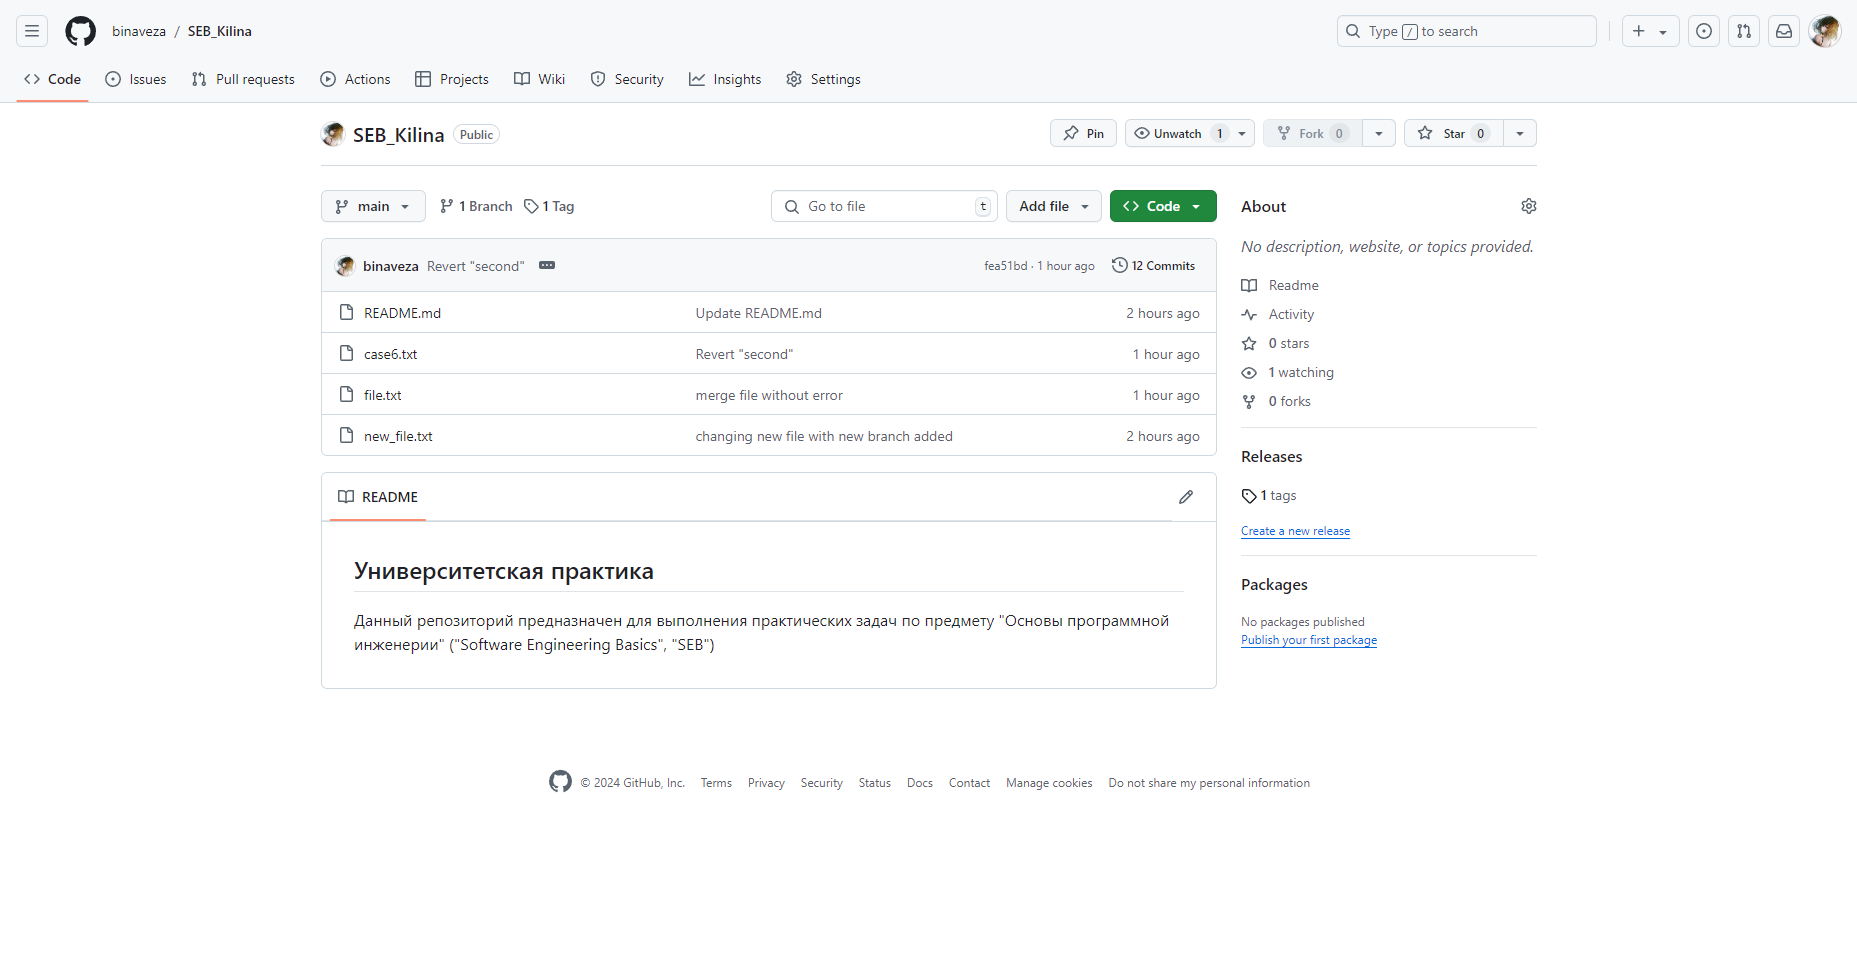 binaveza / SEB_Kilina
Type / to search
Code Issues Pull requests Actions Projects Wiki Security Insights Settings
SEB_Kilina Public
Pin Unwatch 1 Fork 0 Star 0
main 1 Branch 1 Tag
Go to file t
Add file
Code
binaveza Revert "second"
fea51bd · 1 hour ago 12 Commits
README.md Update README.md 2 hours ago
case6.txt Revert "second" 1 hour ago
file.txt merge file without error 1 hour ago
new_file.txt changing new file with new branch added 2 hours ago
README
Университетская практика
Данный репозиторий предназначен для выполнения практических задач по предмету "Основы программной
инженерии" ("Software Engineering Basics", "SEB")
About
No description, website, or topics provided.
Readme
Activity
0 stars
1 watching
0 forks
Releases
1 tags
Create a new release
Packages
No packages published
Publish your first package
© 2024 GitHub, Inc. Terms Privacy Security Status Docs Contact Manage cookies Do not share my personal information